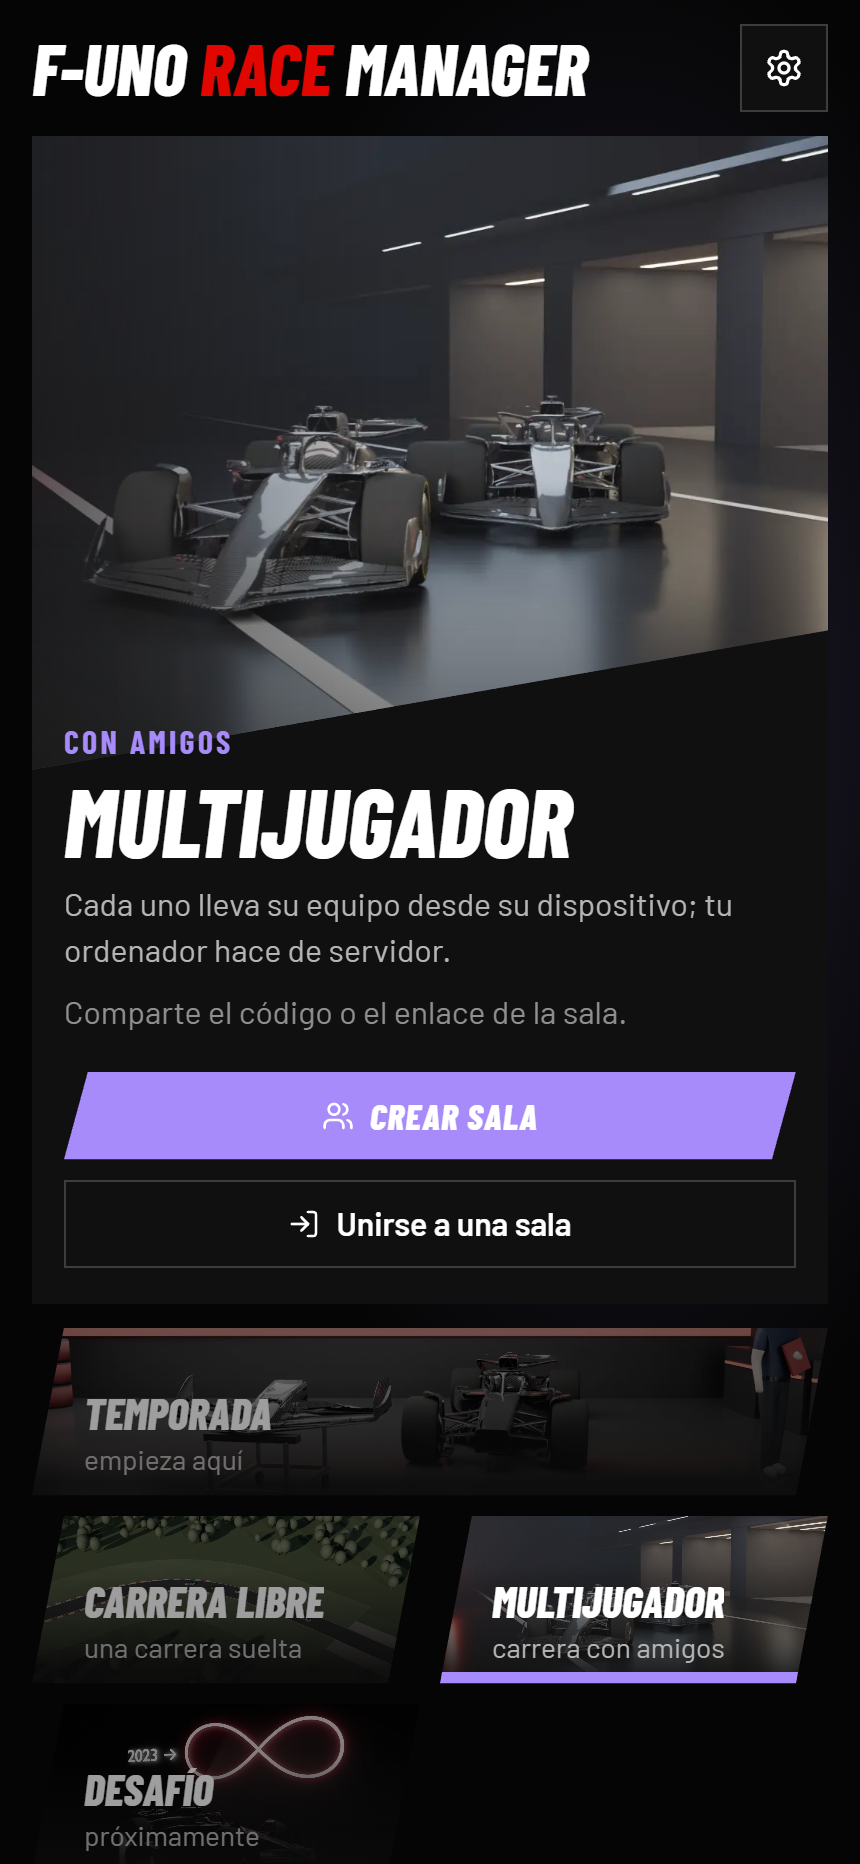 F-UNO RACE MANAGER
CON AMIGOS
MULTIJUGADOR
Cada uno lleva su equipo desde su dispositivo; tu
ordenador hace de servidor.
Comparte el código o el enlace de la sala.
CREAR SALA
Unirse a una sala
TEMPORADA
empieza aquí
CARRERA LIBRE
una carrera suelta
MULTIJUGADOR
carrera con amigos
2023 →
DESAFÍO
próximamente